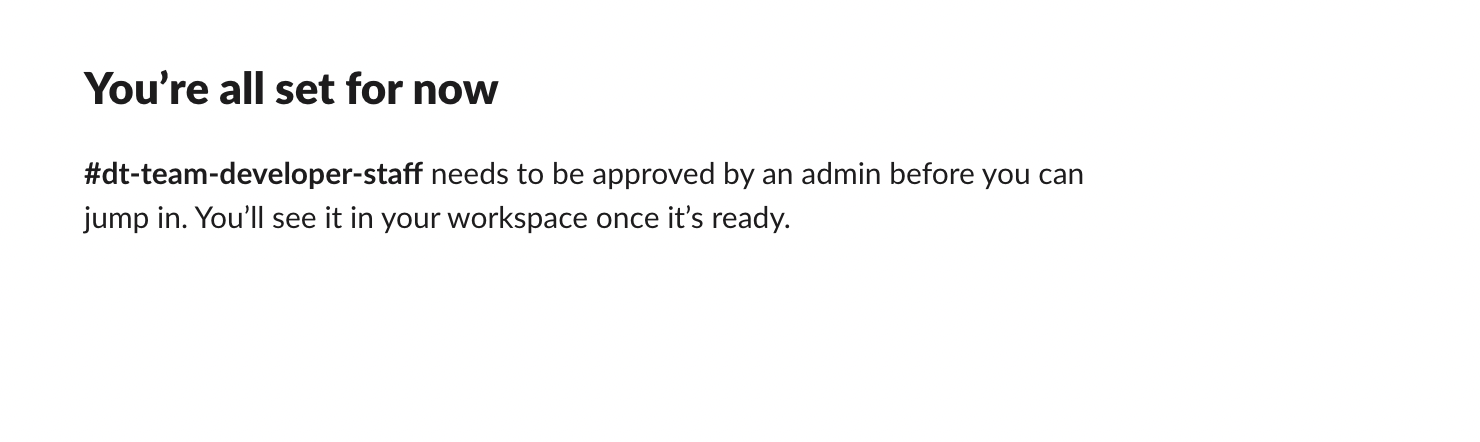 You’re all set for now
#dt-team-developer-staff needs to be approved by an admin before you can
jump in. You’ll see it in your workspace once it’s ready.